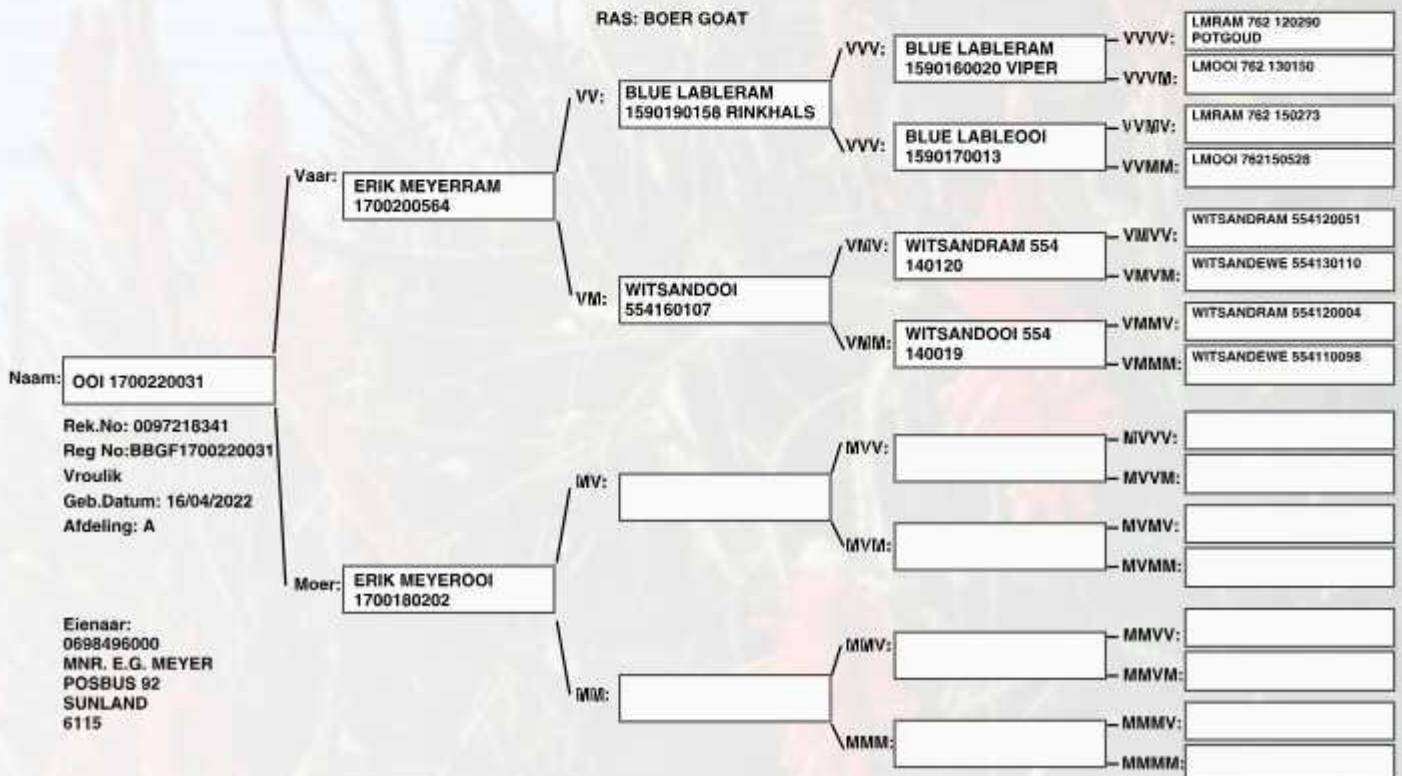 RAS: BOER GOAT
Naam: OOI 1700220031
Rek.No: 0097218341
Reg No:BBGF1700220031
Vroulik
Geb.Datum: 16/04/2022
Afdeling: A
Eienaar:
0698496000
MNR. E.G. MEYER
POSBUS 92
SUNLAND
6115
Vaar: ERIK MEYERRAM
1700200564
Moer: ERIK MEYEROOI
1700180202
VV: BLUE LABLERAM
1590190158 RINKHALS
VM: WITSANDOOI
554160107
MV:
MM:
VVV: BLUE LABLERAM
1590160020 VIPER
VVV: BLUE LABLEOOI
1590170013
VMV: WITSANDRAM 554
140120
VMM: WITSANDOOI 554
140019
MVV:
MVM:
MMV:
MMM:
VVVV: LMRAM 762 120290
POTGOUD
VVVM: LMOOI 762 130150
VVMV: LMRAM 762 150273
VVMM: LMOOI 762150528
VMVV: WITSANDRAM 554120051
VMVM: WITSANDEWE 554130110
VMMV: WITSANDRAM 554120004
VMMM: WITSANDEWE 554110098
MVVV:
MVVM:
MVMV:
MVMM:
MMVV:
MMVM:
MMMV:
MMMM: